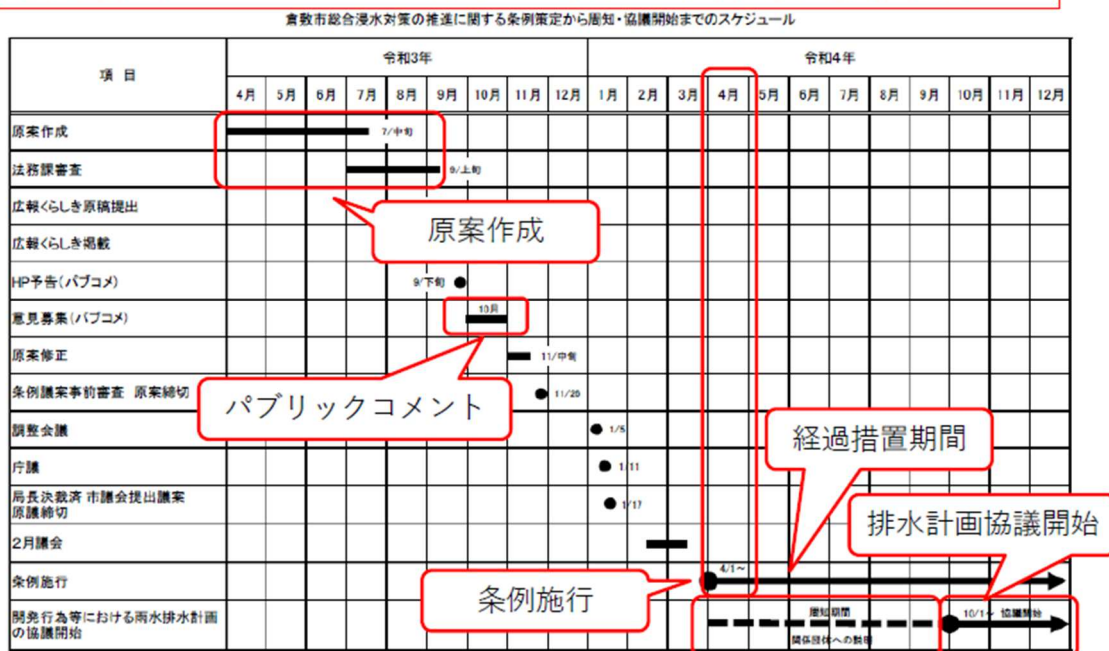 倉敷市総合浸水対策の推進に関する条例策定から周知・協議開始までのスケジュール
項 目
令和3年
令和4年
4月 5月 6月 7月 8月 9月 10月 11月 12月 1月 2月 3月 4月 5月 6月 7月 8月 9月 10月 11月 12月
原案作成
7/中旬
法務課審査
9/上旬
広報くらしき原稿提出
原案作成
広報くらしき掲載
HP予告(パブコメ)
9/下旬
意見募集(パブコメ)
10月
原案修正
11/中旬
条例議案事前審査 原案締切
11/26
パブリックコメント
調整会議
1/5
経過措置期間
庁議
1/11
局長決裁済 市議会提出議案
原議締切
1/17
排水計画協議開始
2月議会
条例施行
4/1~
条例施行
開発行為等における雨水排水計画
の協議開始
周知期間
関係団体への説明
10/1~ 協議開始